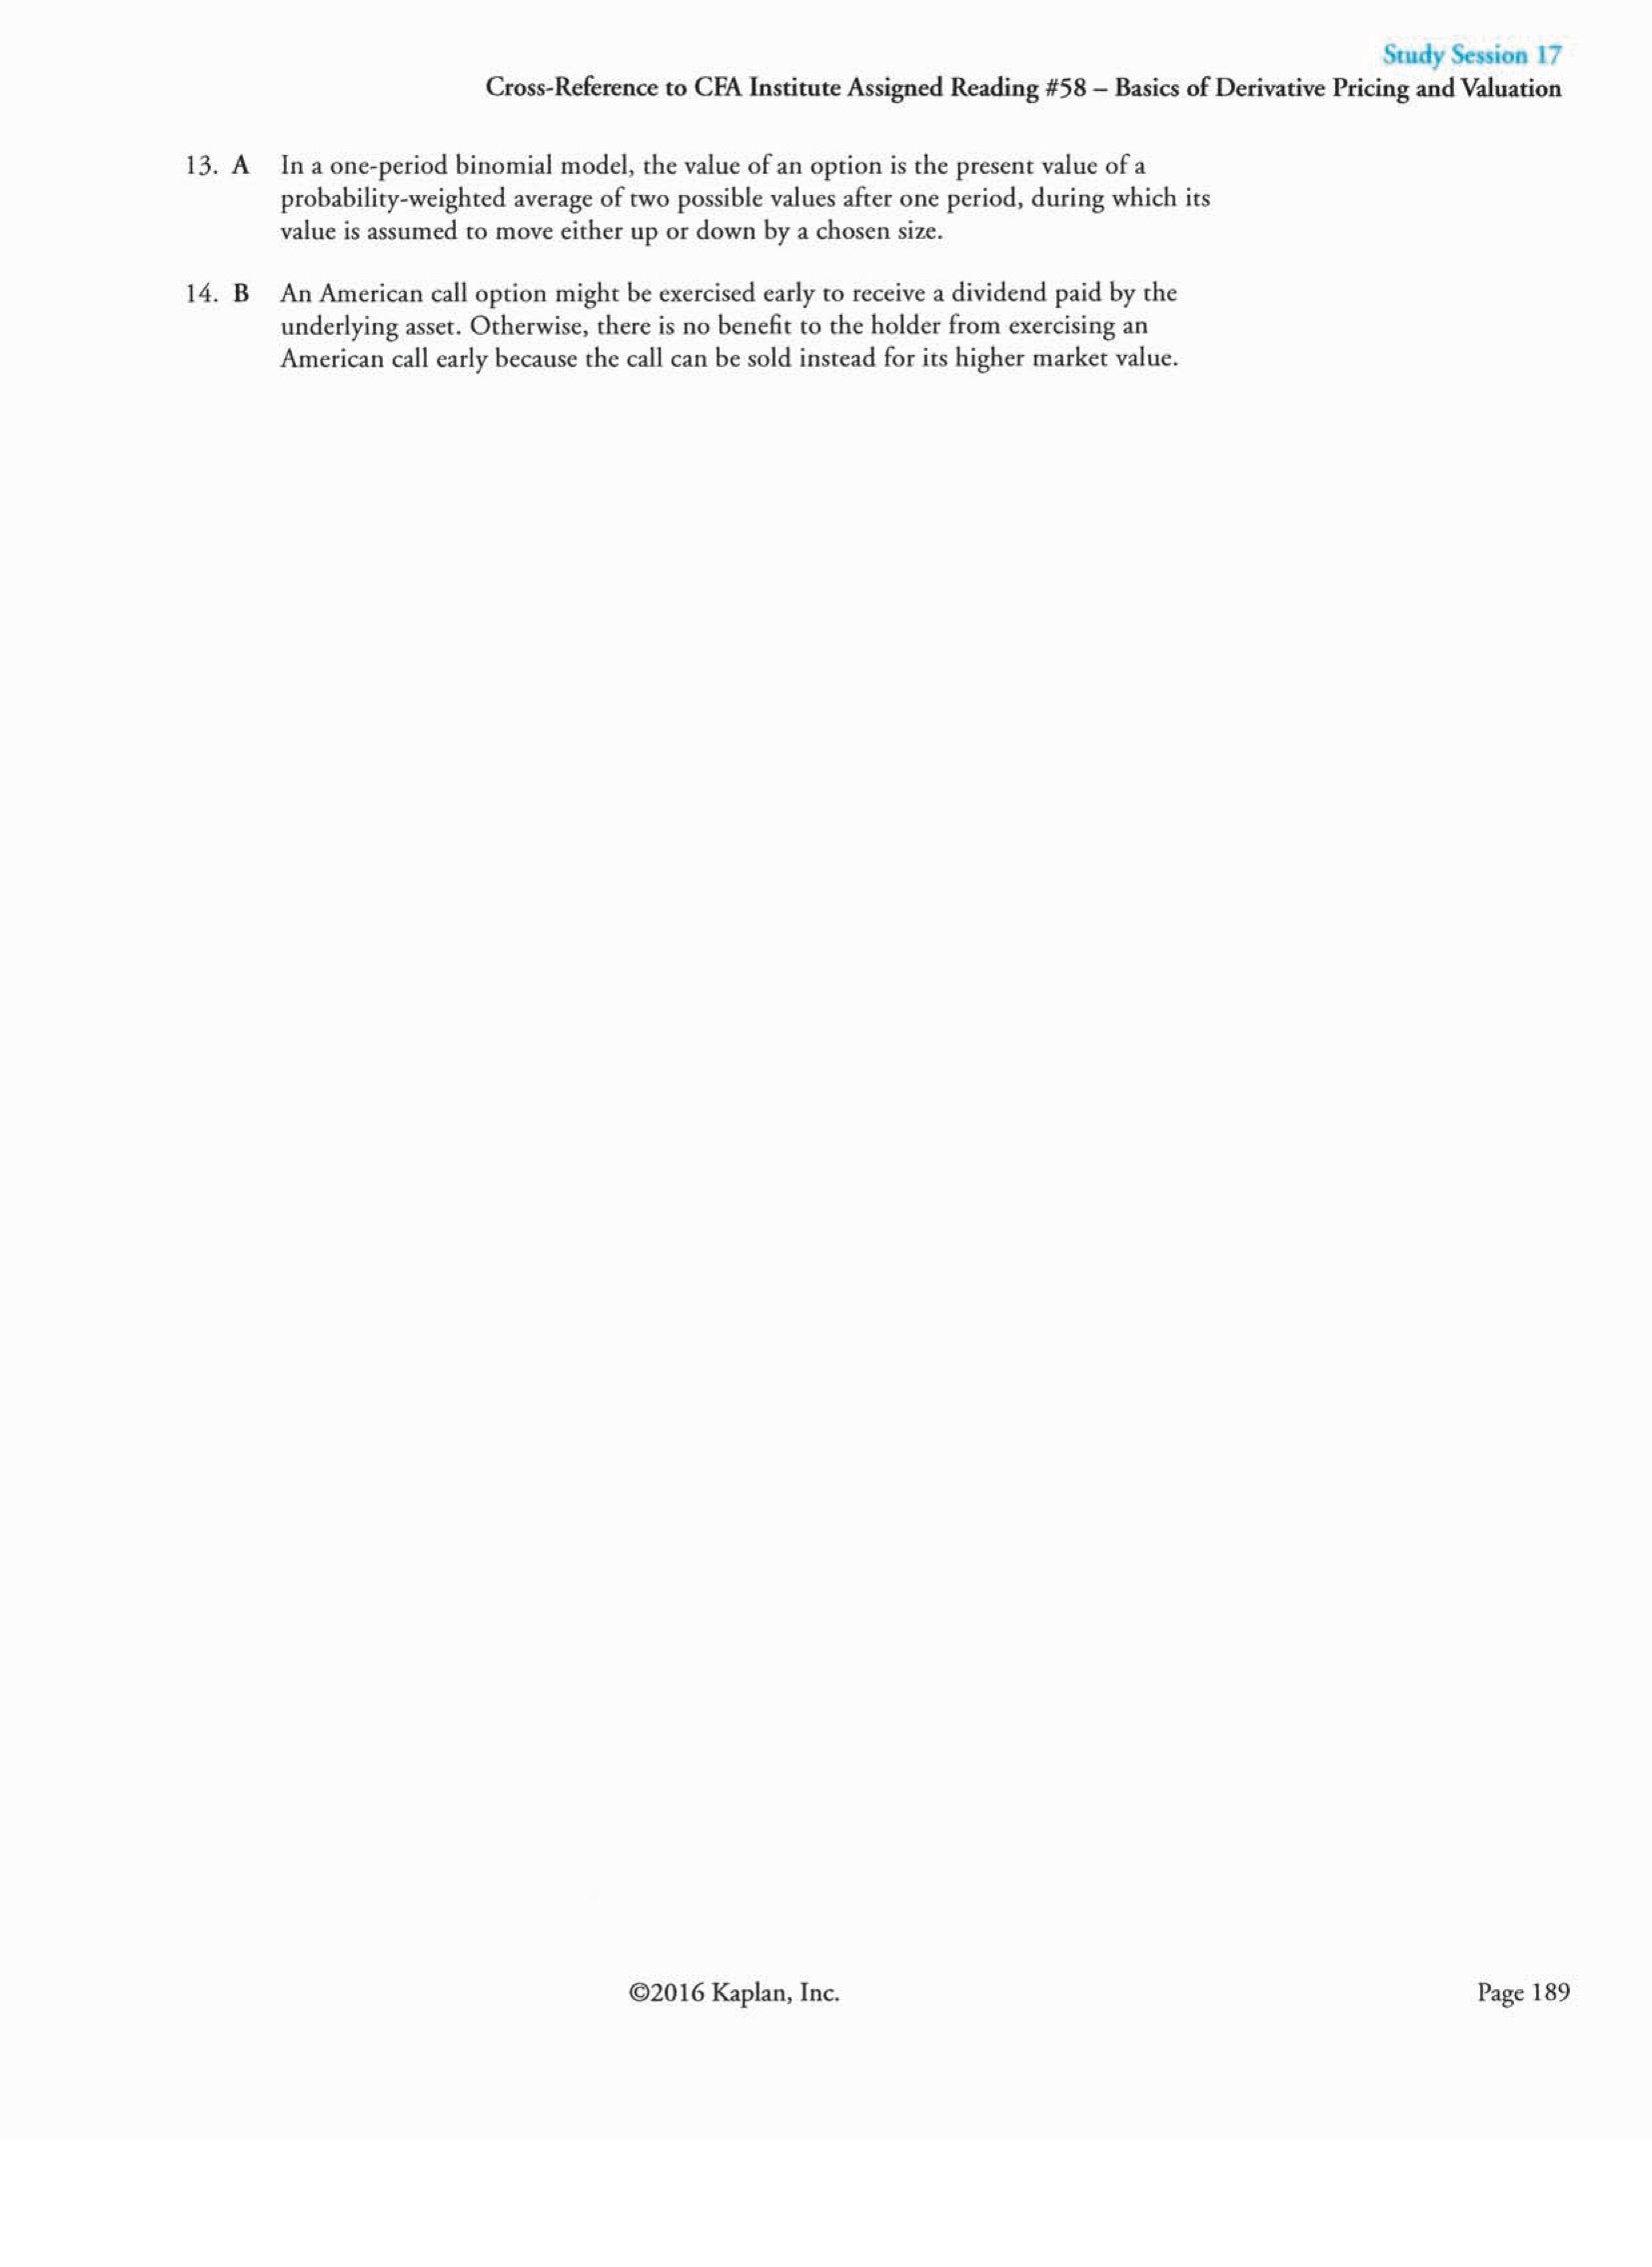 Study Session 17
Cross-Reference to CFA Institute Assigned Reading #58 – Basics of Derivative Pricing and Valuation
13. A In a one-period binomial model, the value of an option is the present value of a
probability-weighted average of two possible values after one period, during which its
value is assumed to move either up or down by a chosen size.
14. B An American call option might be exercised early to receive a dividend paid by the
underlying asset. Otherwise, there is no benefit to the holder from exercising an
American call early because the call can be sold instead for its higher market value.
©2016 Kaplan, Inc.
Page 189